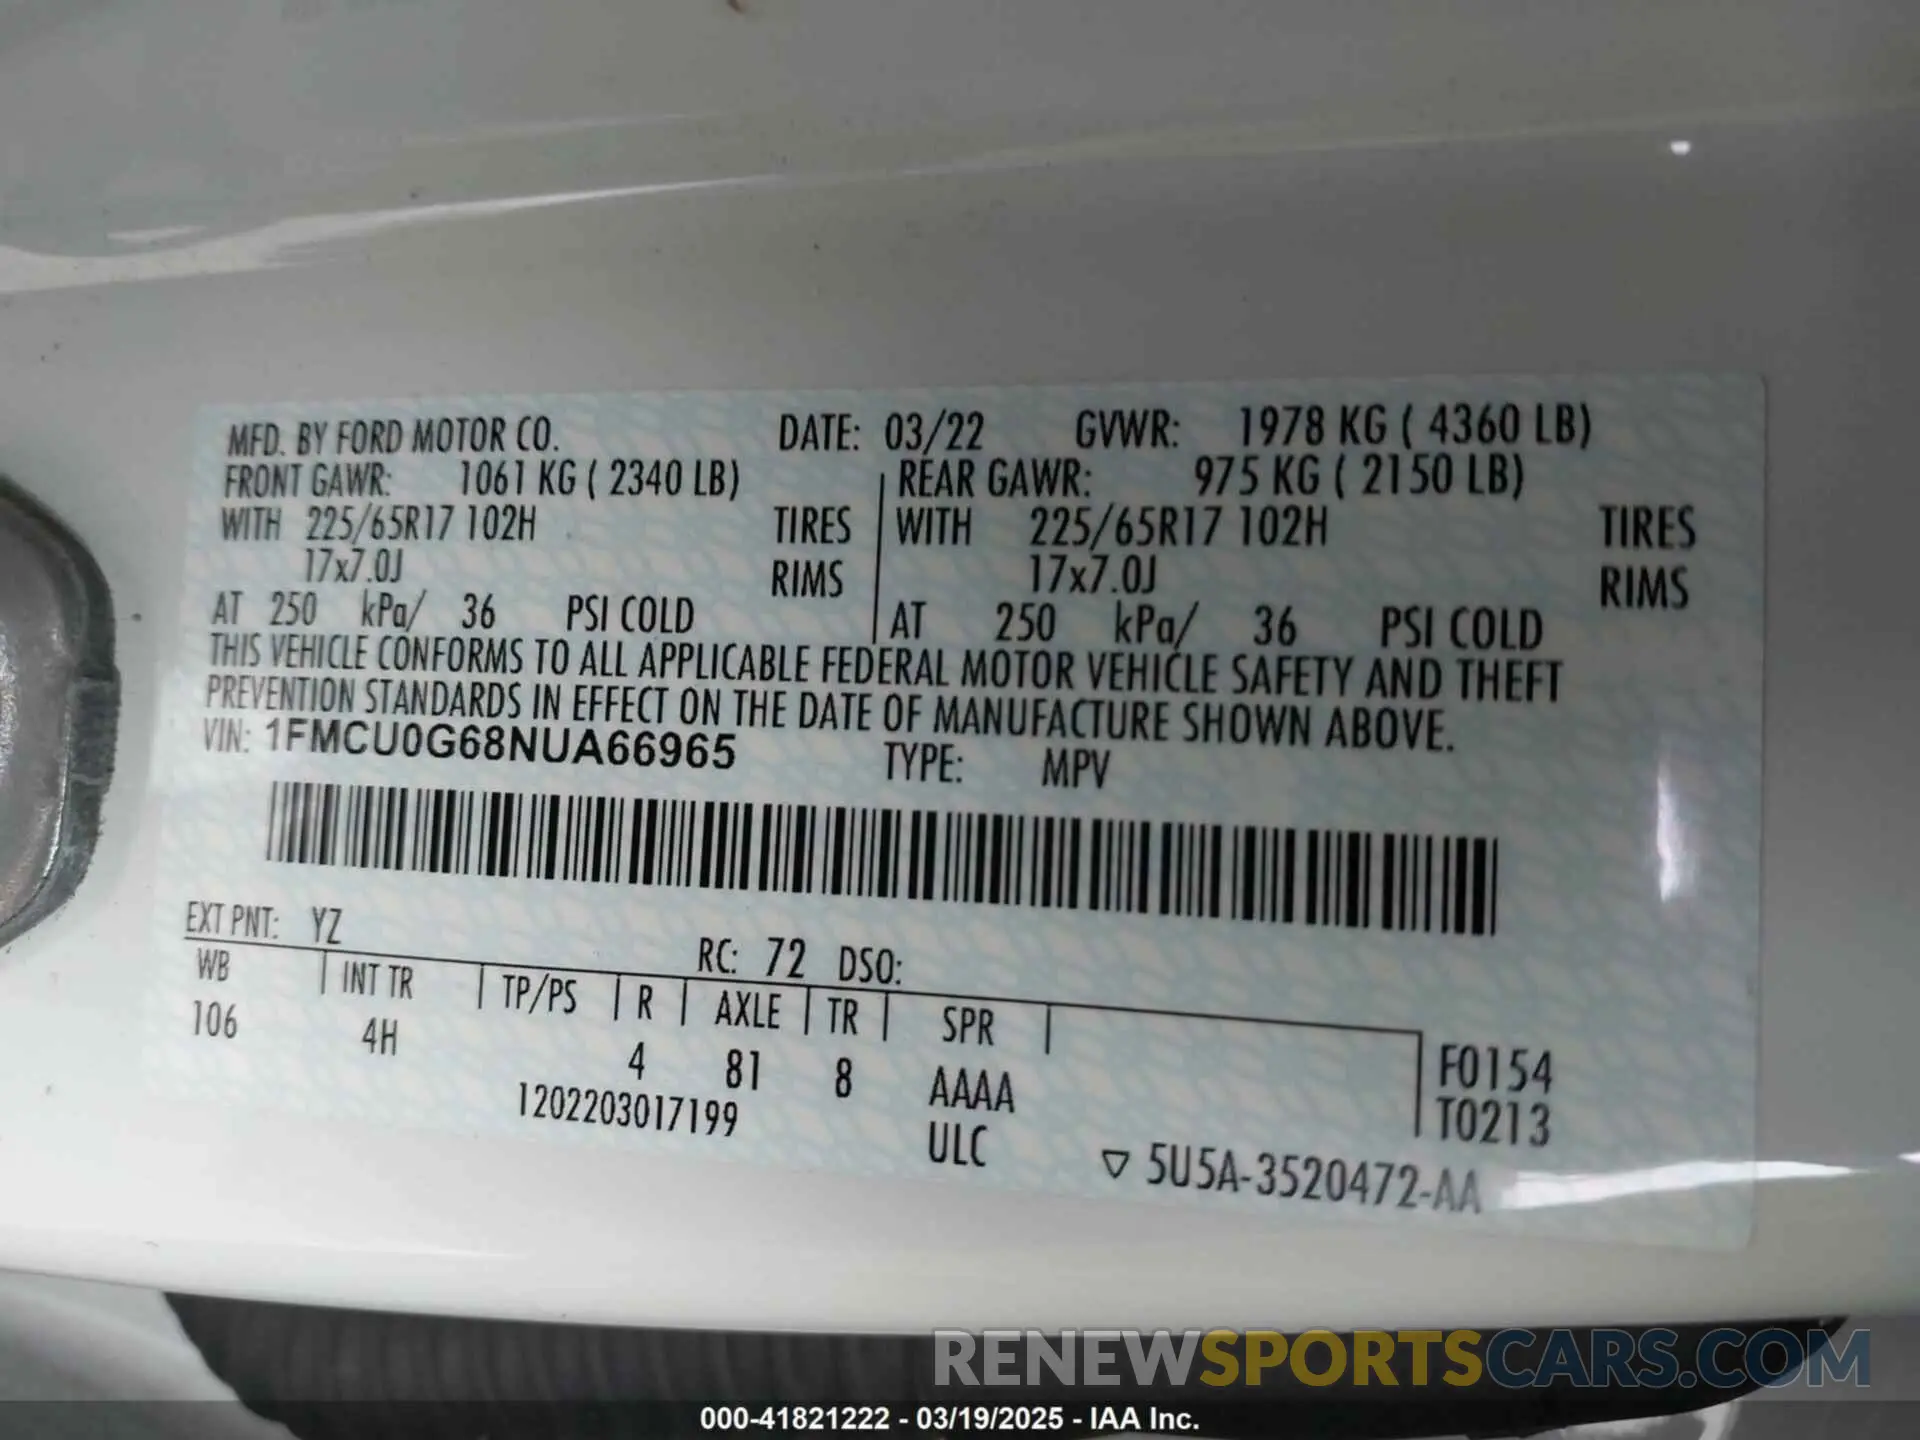 MFD. BY FORD MOTOR CO. DATE: 03/22 GVWR: 1978 KG ( 4360 LB)
FRONT GAWR: 1061 KG ( 2340 LB) REAR GAWR: 975 KG ( 2150 LB)
WITH 225/65R17 102H TIRES WITH 225/65R17 102H TIRES
17x7.0J RIMS 17x7.0J RIMS
AT 250 kPa/ 36 PSI COLD AT 250 kPa/ 36 PSI COLD
THIS VEHICLE CONFORMS TO ALL APPLICABLE FEDERAL MOTOR VEHICLE SAFETY AND THEFT
PREVENTION STANDARDS IN EFFECT ON THE DATE OF MANUFACTURE SHOWN ABOVE.
VIN: 1FMCU0G68NUA66965 TYPE: MPV
EXT PNT: YZ RC: 72 DSO:
WB INT TR TP/PS R AXLE TR SPR
106 4H 4 81 8 AAAA F0154
1202203017199 ULC T0213
5U5A-3520472-AA
RENEWSPORTSCARS.COM
000-41821222 - 03/19/2025 - IAA Inc.